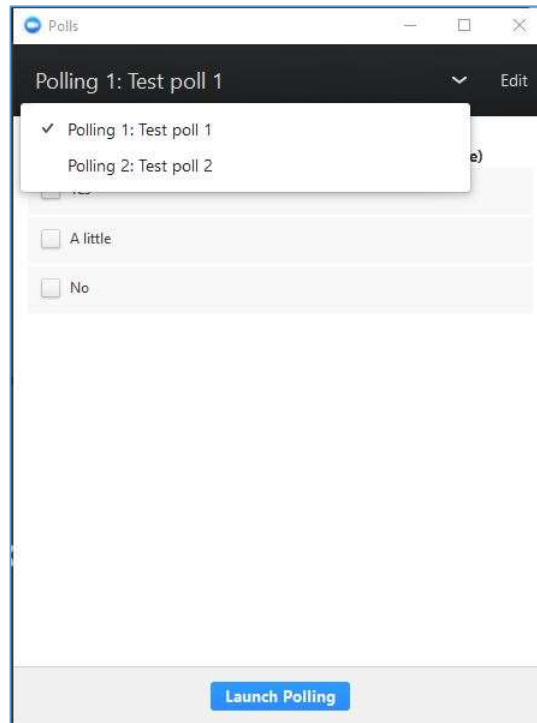 Polls
Polling 1: Test poll 1
Edit
Polling 1: Test poll 1
Polling 2: Test poll 2
e)
A little
No
Launch Polling